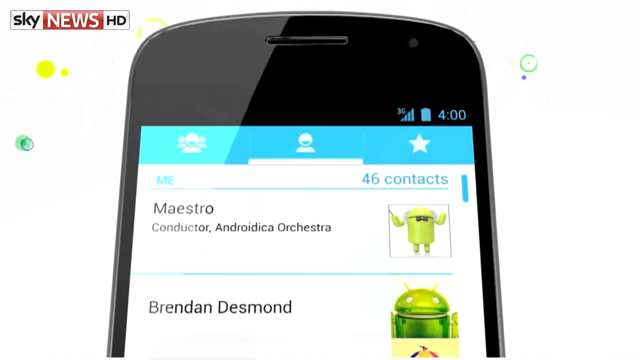 sky NEWS HD
3G 4:00
ME 46 contacts
Maestro
Conductor, Androidica Orchestra
Brendan Desmond